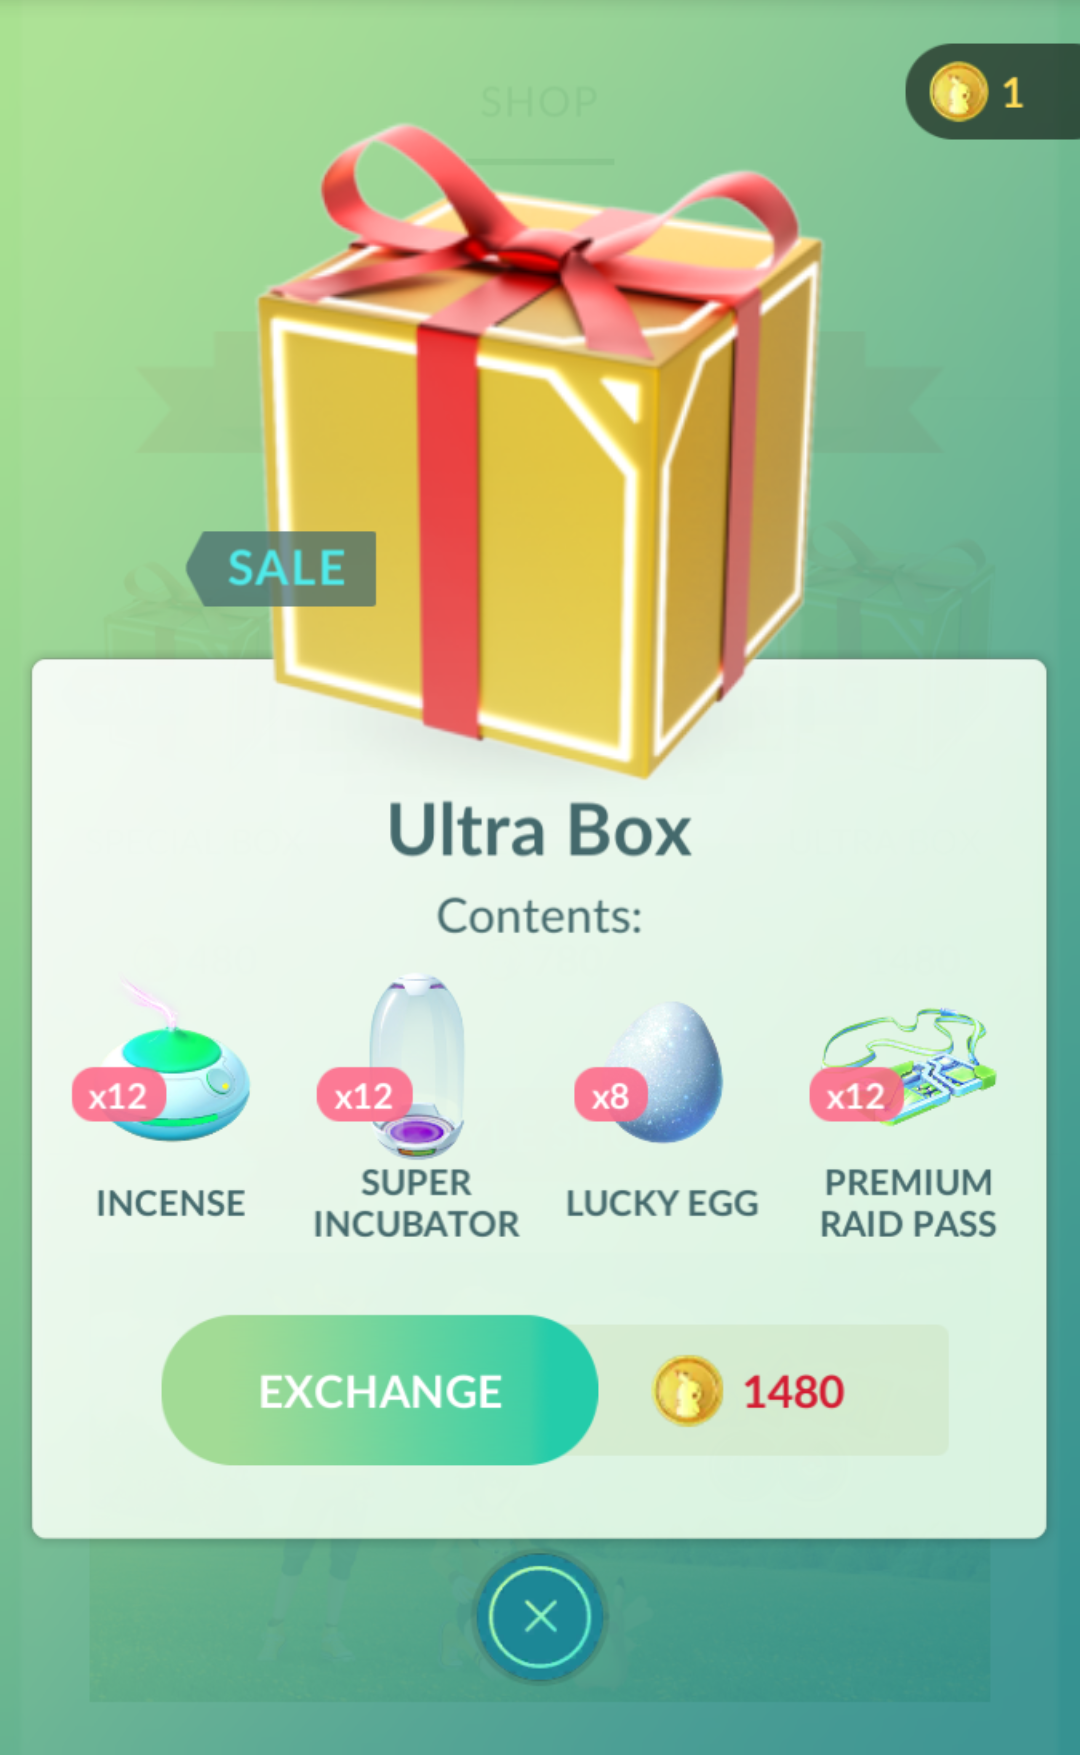 SHOP
1
SALE
Ultra Box
Contents:
x12
x12
x8
x12
INCENSE
SUPER
INCUBATOR
LUCKY EGG
PREMIUM
RAID PASS
EXCHANGE
1480